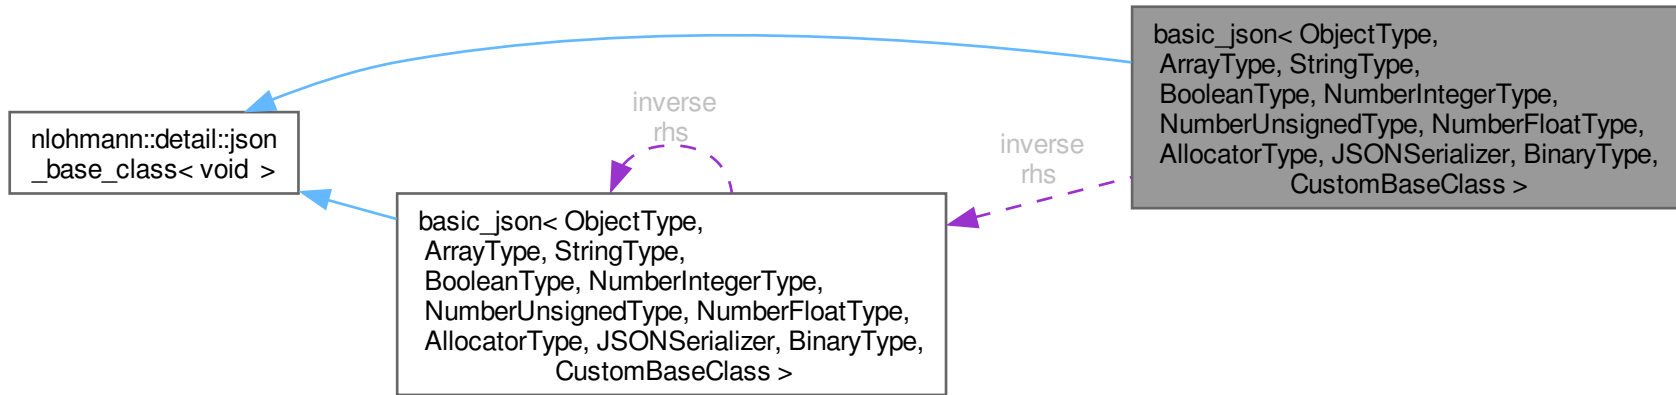 basic_json< ObjectType,
ArrayType, StringType,
BooleanType, NumberIntegerType,
NumberUnsignedType, NumberFloatType,
AllocatorType, JSONSerializer, BinaryType,
CustomBaseClass >
inverse
rhs
inverse
rhs
nlohmann::detail::json
_base_class< void >
basic_json< ObjectType,
ArrayType, StringType,
BooleanType, NumberIntegerType,
NumberUnsignedType, NumberFloatType,
AllocatorType, JSONSerializer, BinaryType,
CustomBaseClass >